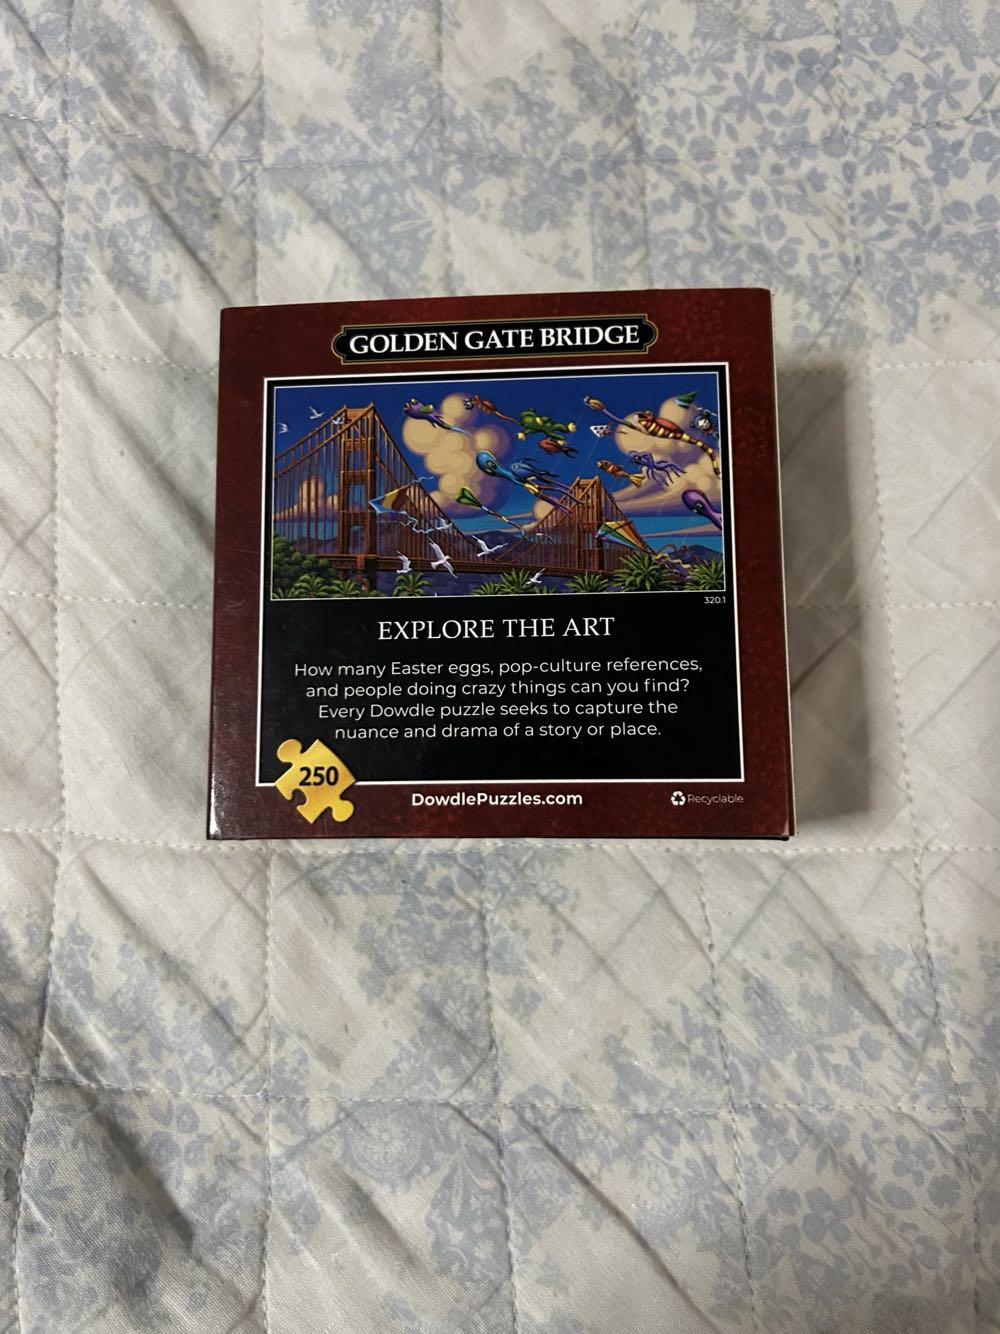 GOLDEN GATE BRIDGE
320.1
EXPLORE THE ART
How many Easter eggs, pop-culture references,
and people doing crazy things can you find?
Every Dowdle puzzle seeks to capture the
nuance and drama of a story or place.
250
DowdlePuzzles.com
Recyclable